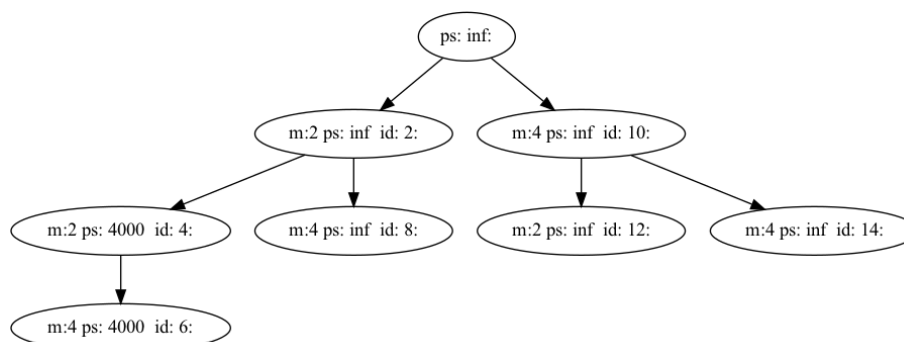 ps: inf:
m:2 ps: inf id: 2:
m:4 ps: inf id: 10:
m:2 ps: 4000 id: 4:
m:4 ps: inf id: 8:
m:2 ps: inf id: 12:
m:4 ps: inf id: 14:
m:4 ps: 4000 id: 6: